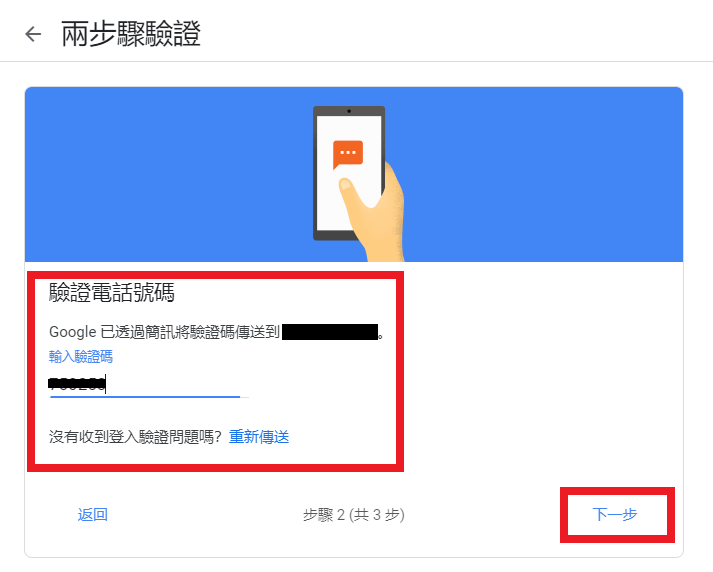 兩步驟驗證
驗證電話號碼
Google 已透過簡訊將驗證碼傳送到 。
輸入驗證碼
沒有收到登入驗證問題嗎? 重新傳送
返回 步驟 2 (共 3 步) 下一步